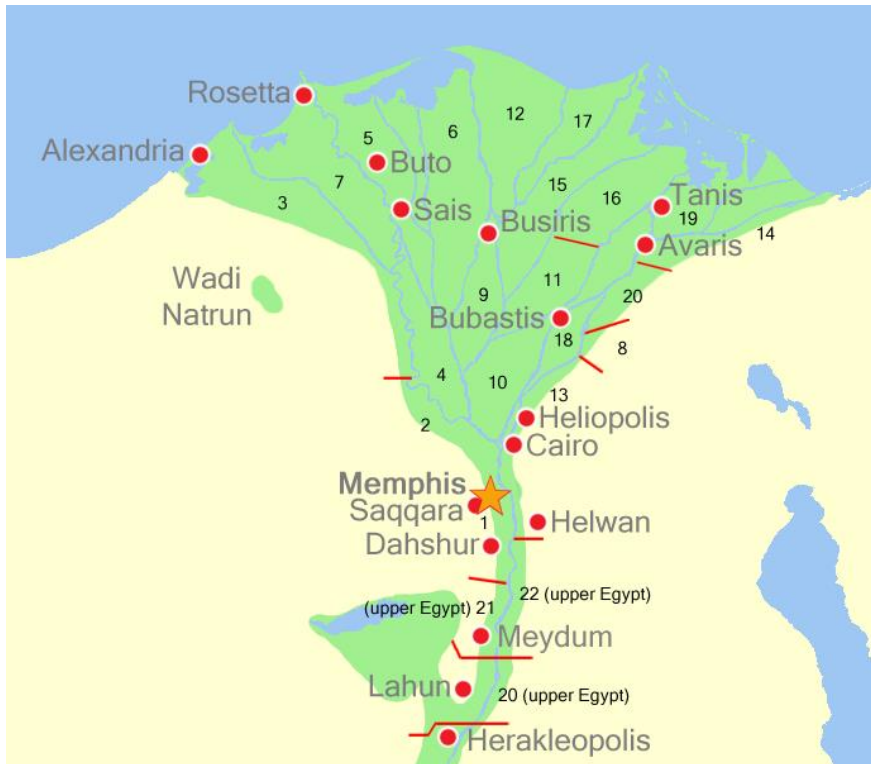 Rosetta
12
17
5
6
Alexandria
Buto
7
15
16
3
Sais
Tanis
19
Busiris
14
Avaris
Wadi
Natrun
11
9
20
Bubastis
18
8
4
10
13
2
Heliopolis
Cairo
Memphis
Saqqara
1
Helwan
Dahshur
22 (upper Egypt)
(upper Egypt) 21
Meydum
Lahun
20 (upper Egypt)
Herakleopolis